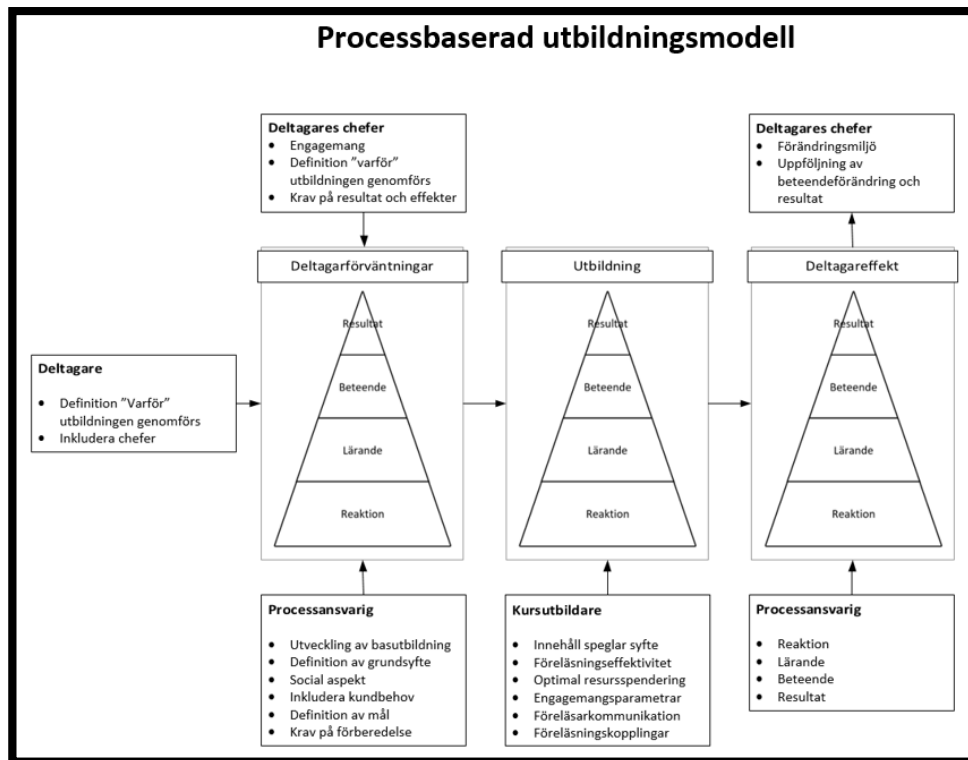 Processbaserad utbildningsmodell
Deltagares chefer
• Engagemang
• Definition ”varför”
utbildningen genomförs
• Krav på resultat och effekter
Deltagares chefer
• Förändringsmiljö
• Uppföljning av
beteendeförändring och
resultat
Deltagarförväntningar
Utbildning
Deltagareffekt
Deltagare
• Definition ”Varför”
utbildningen genomförs
• Inkludera chefer
Resultat
Beteende
Lärande
Reaktion
Resultat
Beteende
Lärande
Reaktion
Resultat
Beteende
Lärande
Reaktion
Processansvarig
• Utveckling av basutbildning
• Definition av grundsyfte
• Social aspekt
• Inkludera kundbehov
• Definition av mål
• Krav på förberedelse
Kursutbildare
• Innehåll speglar syfte
• Föreläsningseffektivitet
• Optimal resursspendering
• Engagemangsparametrar
• Föreläsarkommunikation
• Föreläsningskopplingar
Processansvarig
• Reaktion
• Lärande
• Beteende
• Resultat